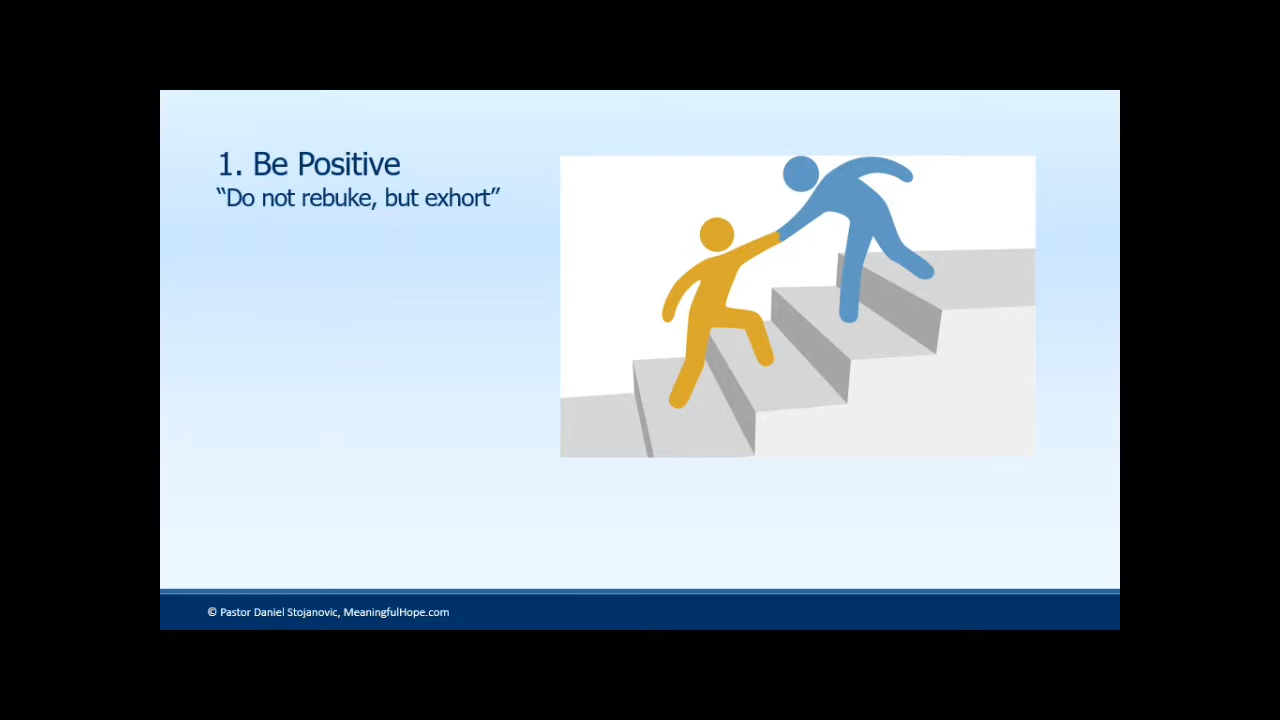 1. Be Positive
“Do not rebuke, but exhort”
© Pastor Daniel Stojanovic, MeaningfulHope.com